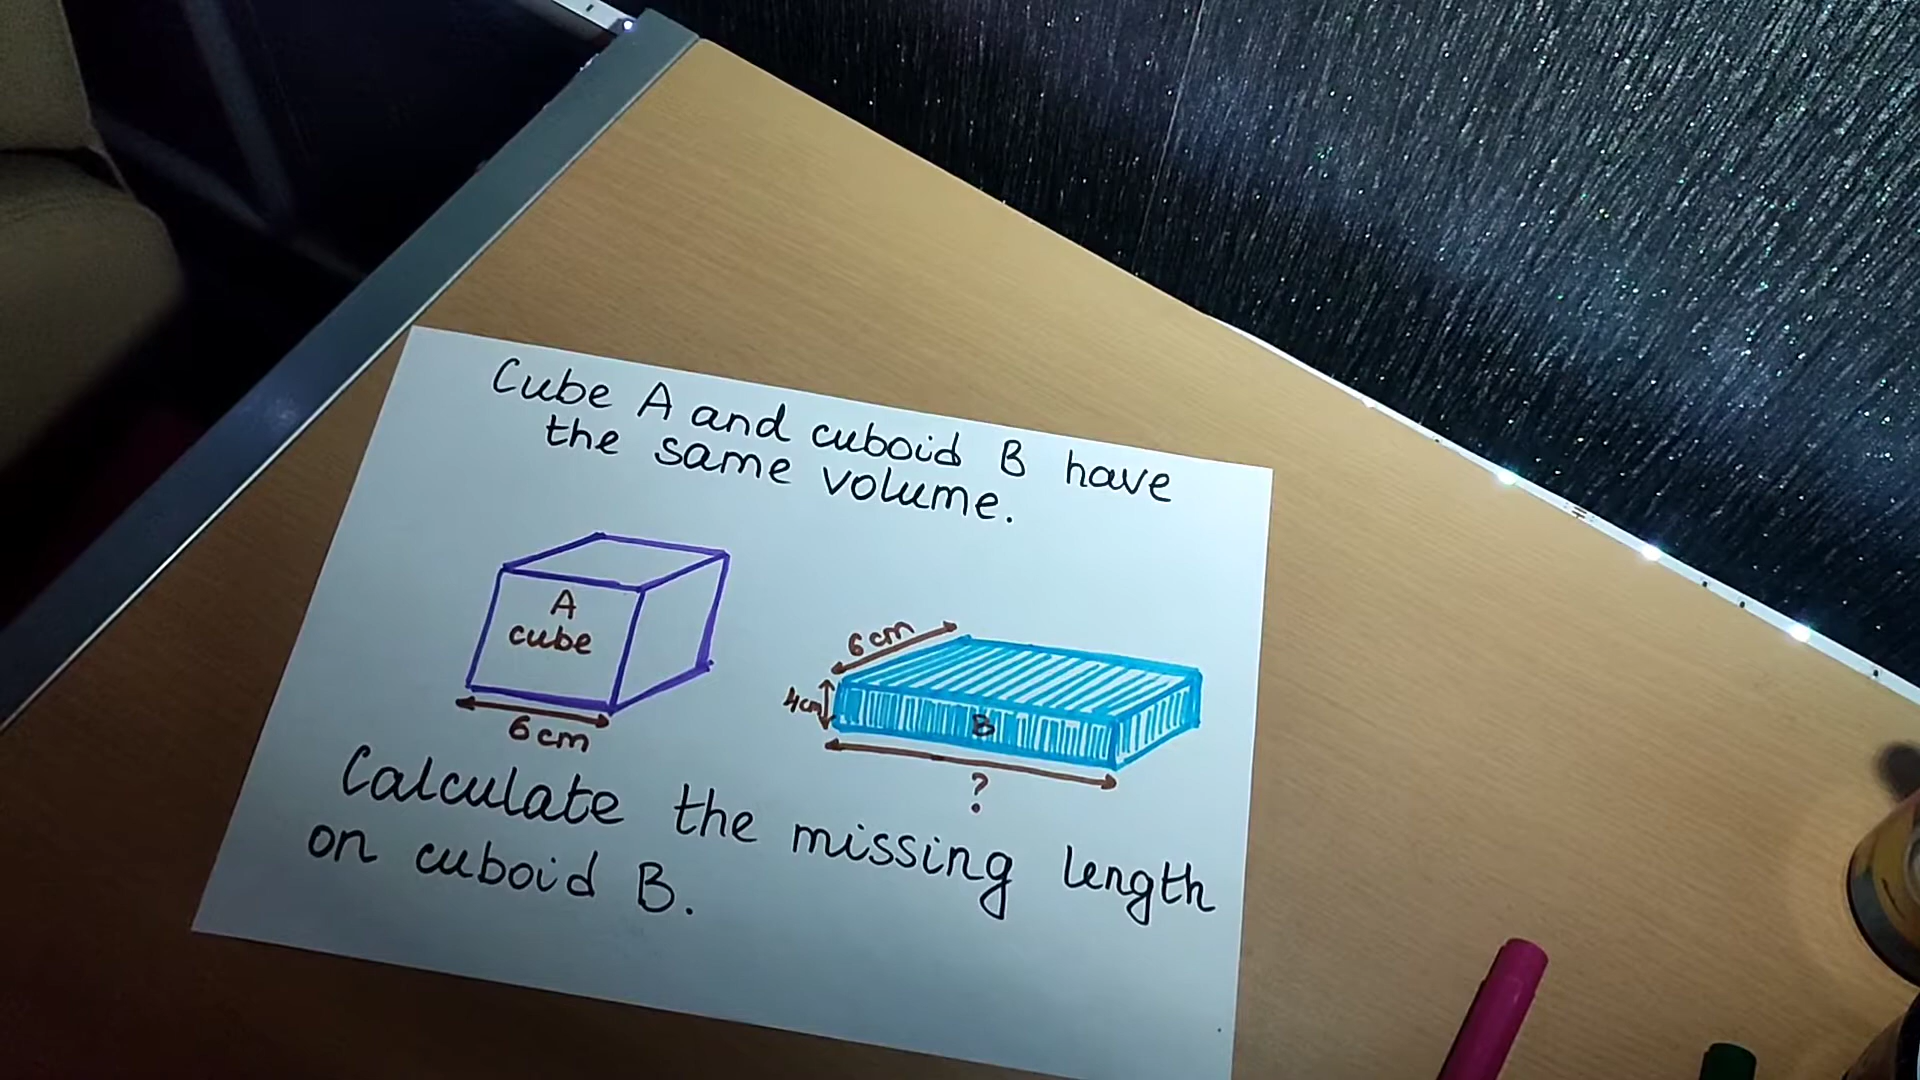 Cube A and cuboid B have
the same volume.
A
cube
6 cm
6 cm
4cm
B
?
Calculate the missing length
on cuboid B.